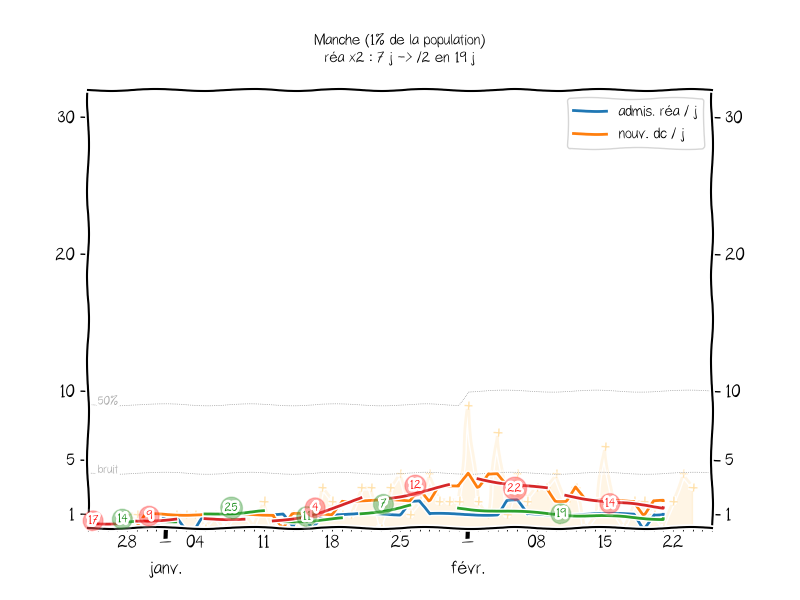 Manche (1% de la population)
réa x2 : 7 j -> /2 en 19 j
admis. réa / j
nouv. dc / j
30 30
20 20
10 10
50%
5 5
bruit
1 1
17 14 9 25 11 4 7 12 22 19 14
28 04 11 18 25 08 15 22
janv. févr.